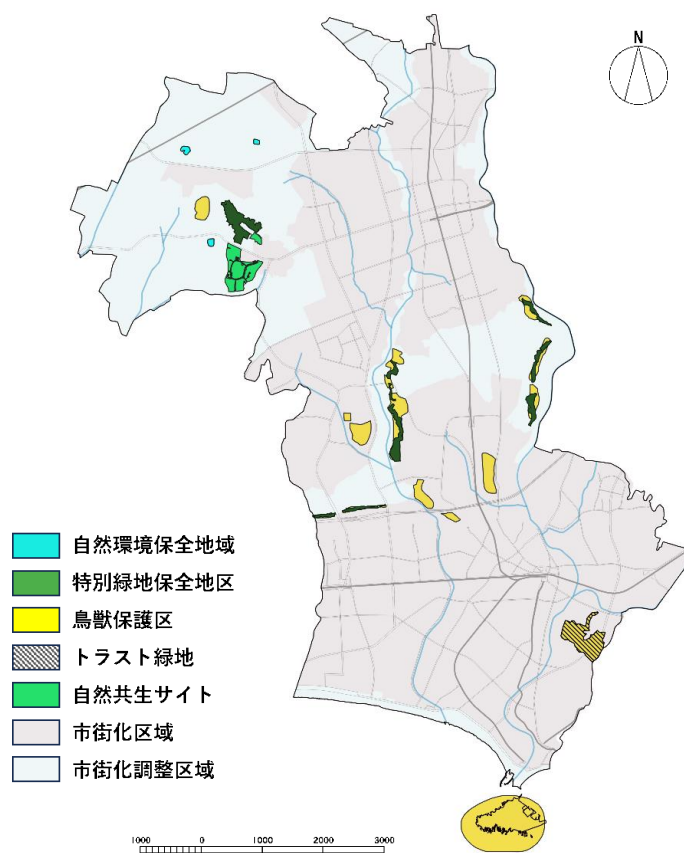 N
自然環境保全地域
特別緑地保全地区
鳥獣保護区
トラスト緑地
自然共生サイト
市街化区域
市街化調整区域
1000 0 1000 2000 3000